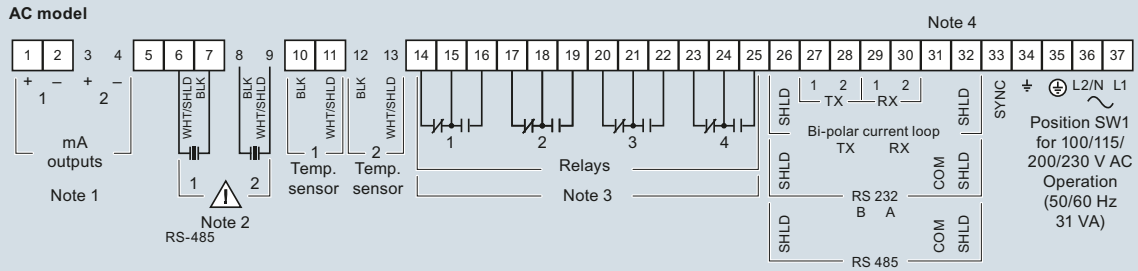 AC model
Note 4
1 2 3 4 5 6 7 8 9 10 11 12 13 14 15 16 17 18 19 20 21 22 23 24 25 26 27 28 29 30 31 32 33 34 35 36 37
+ – + –
1 2
mA
outputs
Note 1
WHT/SHLD
BLK
BLK
WHT/SHLD
1 2
Note 2
RS-485
BLK
WHT/SHLD
1
Temp.
sensor
BLK
WHT/SHLD
2
Temp.
sensor
1 2 3 4
Relays
Note 3
SHLD
1 2 1 2
TX RX
SHLD
Bi-polar current loop
SHLD
TX RX
COM
SHLD
RS 232
SHLD
B A
COM
SHLD
RS 485
SYNC
L2/N L1
Position SW1
for 100/115/
200/230 V AC
Operation
(50/60 Hz
31 VA)